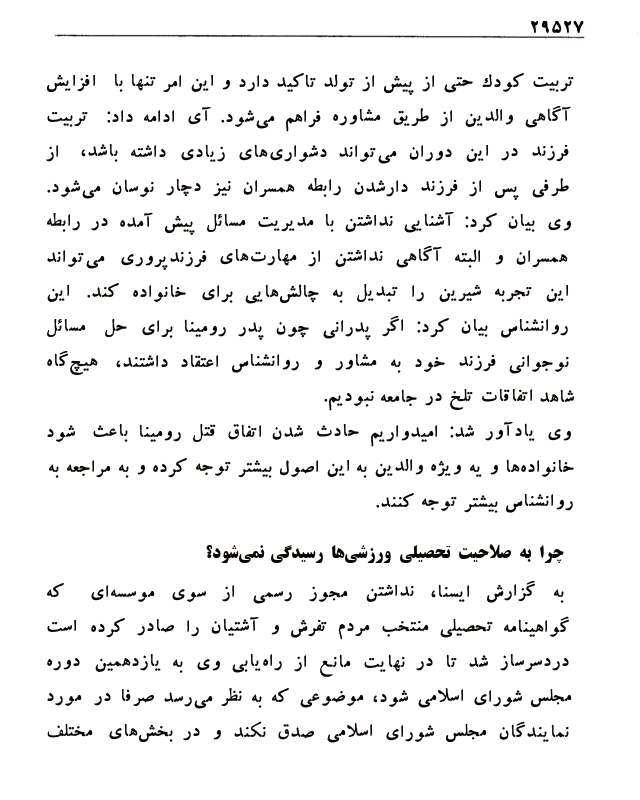 ۲۹۵۲۷
تربیت کودك حتی از پیش از تولد تاکید دارد و این امر تنها با افزایش
آگاهی والدین از طریق مشاوره فراهم می‌شود. آی ادامه داد: تربیت
فرزند در این دوران می‌تواند دشواری‌های زیادی داشته باشد، از
طرفی پس از فرزند دارشدن رابطه همسران نیز دچار نوسان می‌شود.
وی بیان کرد: آشنایی نداشتن با مدیریت مسائل پیش آمده در رابطه
همسران و البته آگاهی نداشتن از مهارت‌های فرزندپروری می‌تواند
این تجربه شیرین را تبدیل به چالش‌هایی برای خانواده کند. این
روانشناس بیان کرد: اگر پدرانی چون پدر رومینا برای حل مسائل
نوجوانی فرزند خود به مشاور و روانشناس اعتقاد داشتند، هیچ‌گاه
شاهد اتفاقات تلخ در جامعه نبودیم.
وی یادآور شد: امیدواریم حادث شدن اتفاق قتل رومینا باعث شود
خانواده‌ها و یه ویژه والدین به این اصول بیشتر توجه کرده و به مراجعه به
روانشناس بیشتر توجه کنند.
چرا به صلاحیت تحصیلی ورزشی‌ها رسیدگی نمی‌شود؟
به گزارش ایسنا، نداشتن مجوز رسمی از سوی موسسه‌ای که
گواهینامه تحصیلی منتخب مردم تفرش و آشتیان را صادر کرده است
دردسرساز شد تا در نهایت مانع از راه‌یابی وی به یازدهمین دوره
مجلس شورای اسلامی شود، موضوعی که به نظر می‌رسد صرفا در مورد
نمایندگان مجلس شورای اسلامی صدق نکند و در بخش‌های مختلف